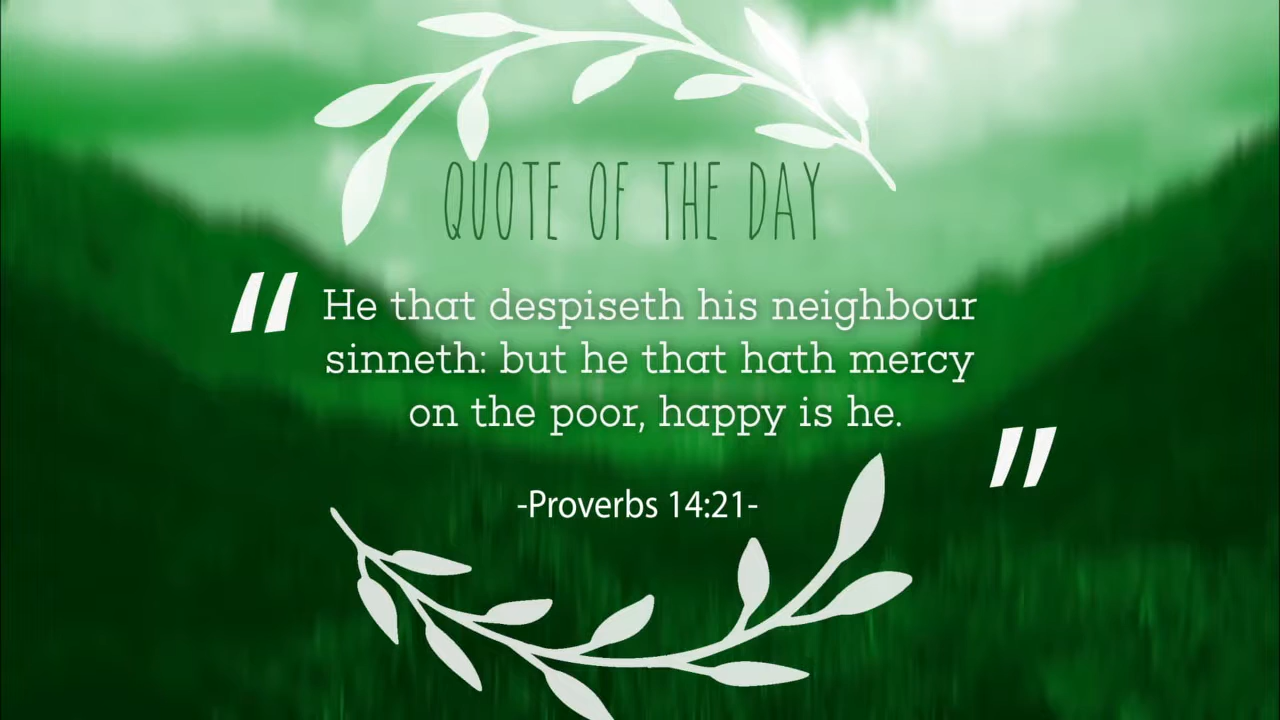 QUOTE OF THE DAY
" He that despiseth his neighbour
sinneth: but he that hath mercy
on the poor, happy is he. "
-Proverbs 14:21-